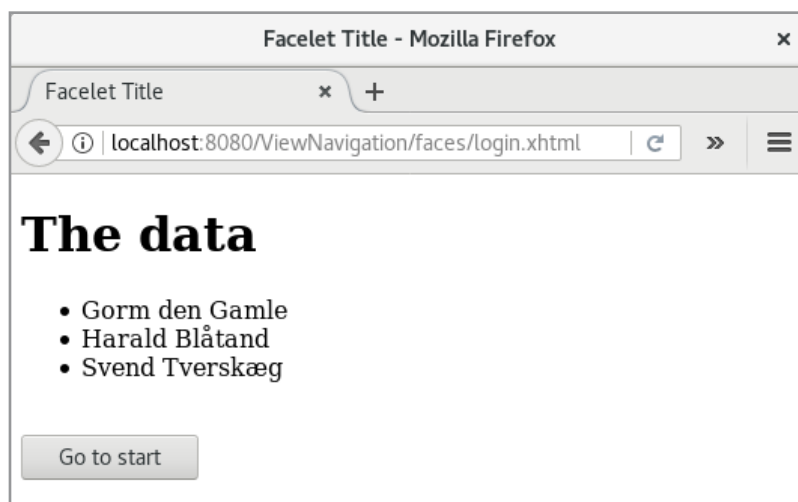 Facelet Title - Mozilla Firefox
Facelet Title
localhost:8080/ViewNavigation/faces/login.xhtml
The data
• Gorm den Gamle
• Harald Blåtand
• Svend Tverskæg
Go to start